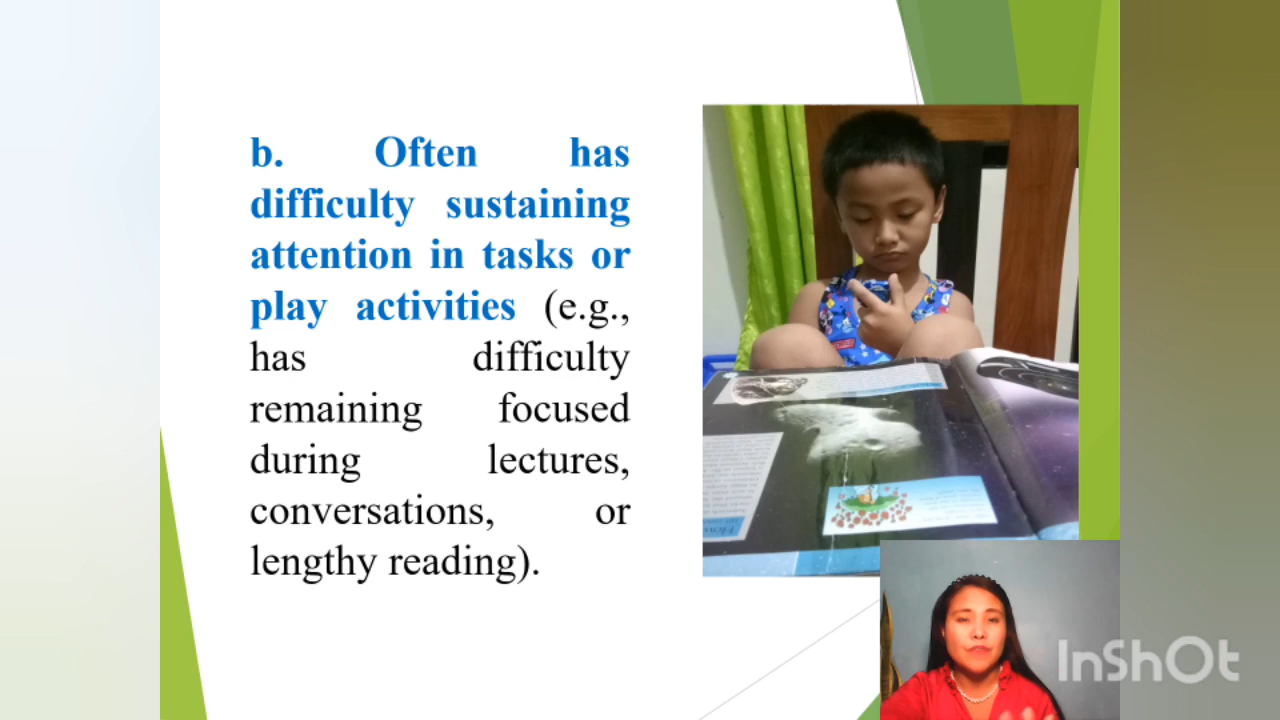 b. Often has
difficulty sustaining
attention in tasks or
play activities (e.g.,
has difficulty
remaining focused
during lectures,
conversations, or
lengthy reading).
InShOt